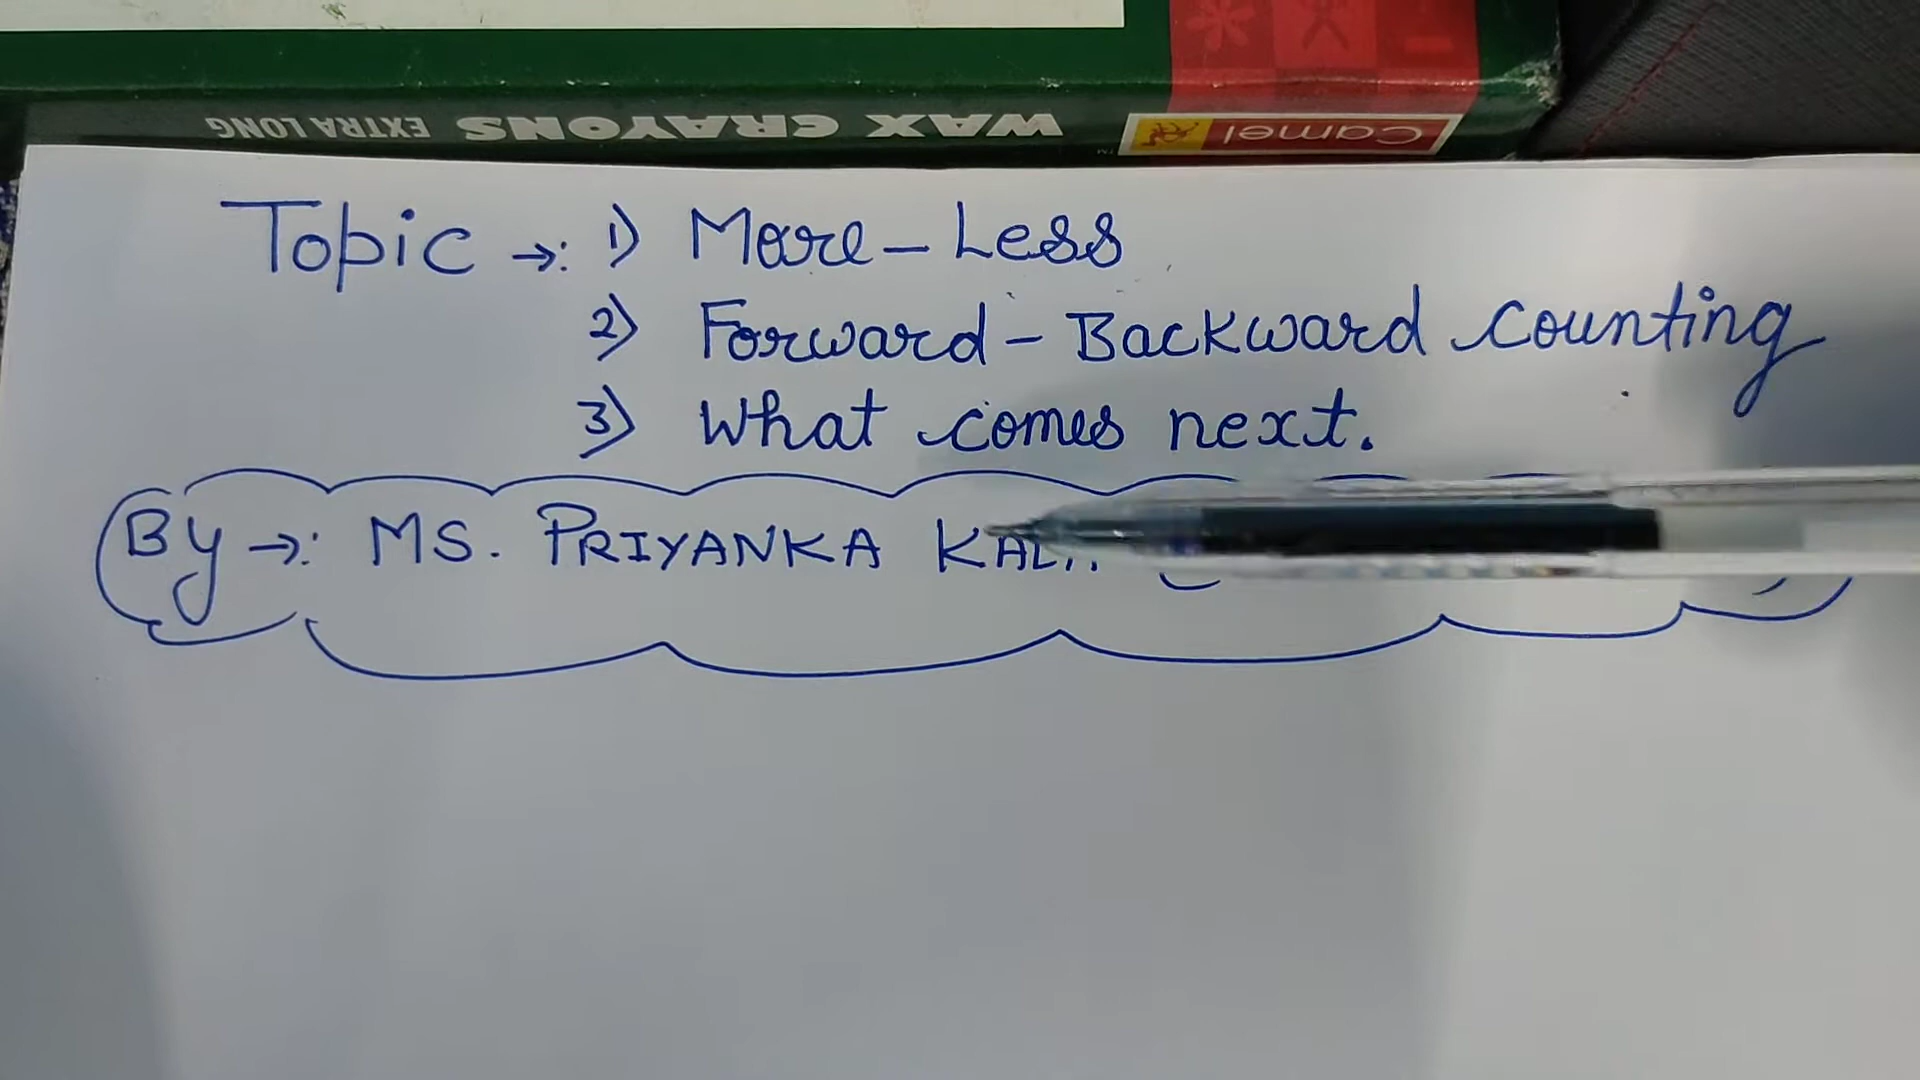 WAX CRAYONS EXTRA LONG
Camel
Topic →: 1) More - Less
2) Forward - Backward counting
3) What comes next.
By →: MS. PRIYANKA